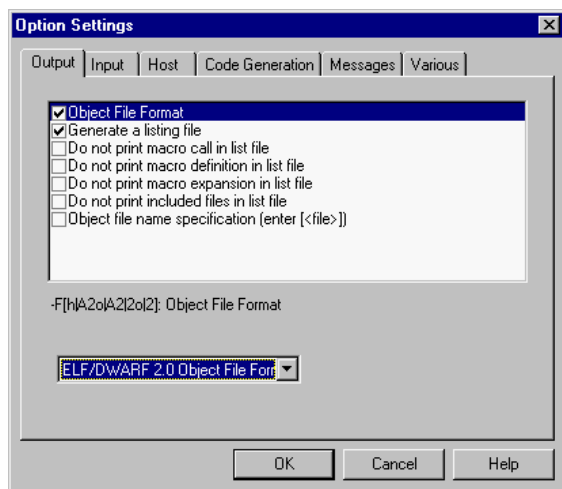 Option Settings
Output Input Host Code Generation Messages Various
Object File Format
Generate a listing file
Do not print macro call in list file
Do not print macro definition in list file
Do not print macro expansion in list file
Do not print included files in list file
Object file name specification (enter [<file>])
-F[h|A2o|A2|2o|2]: Object File Format
ELF/DWARF 2.0 Object File Forr
OK Cancel Help